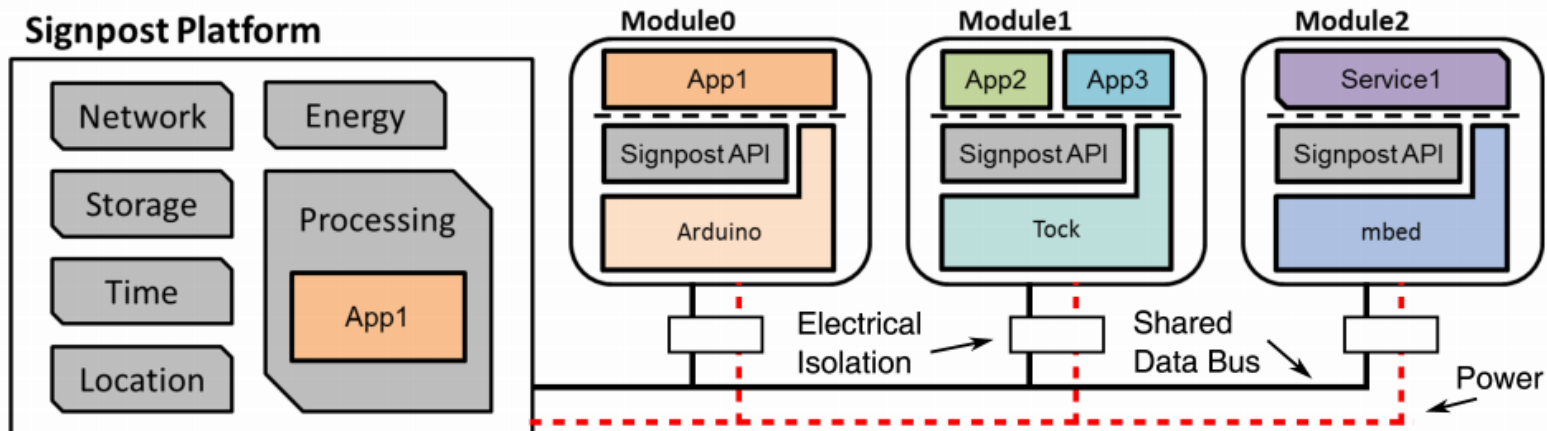 Signpost Platform
Network
Energy
Storage
Processing
Time
App1
Location
Module0
App1
Signpost API
Arduino
Module1
App2
App3
Signpost API
Tock
Module2
Service1
Signpost API
mbed
Electrical
Isolation
Shared
Data Bus
Power